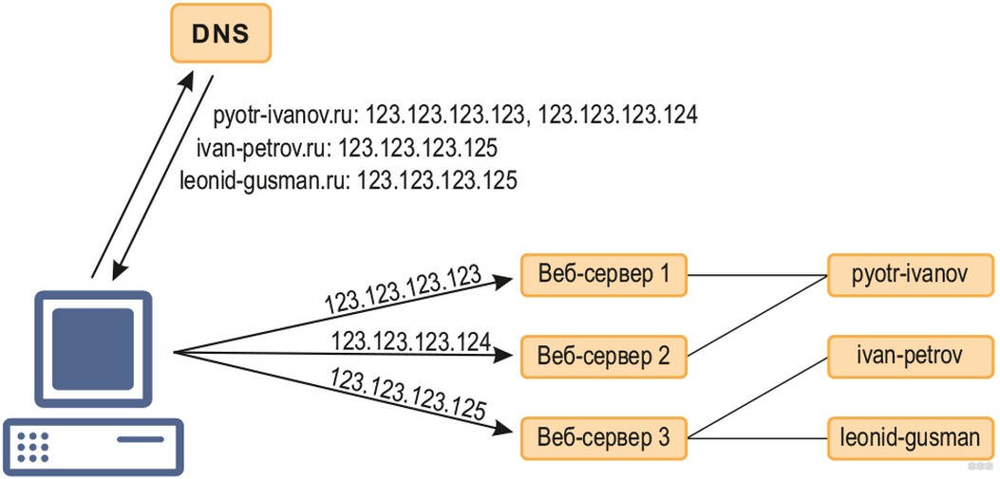 DNS
pyotr-ivanov.ru: 123.123.123.123, 123.123.123.124
ivan-petrov.ru: 123.123.123.125
leonid-gusman.ru: 123.123.123.125
123.123.123.123
Веб-сервер 1
pyotr-ivanov
123.123.123.124
Веб-сервер 2
ivan-petrov
123.123.123.125
Веб-сервер 3
leonid-gusman